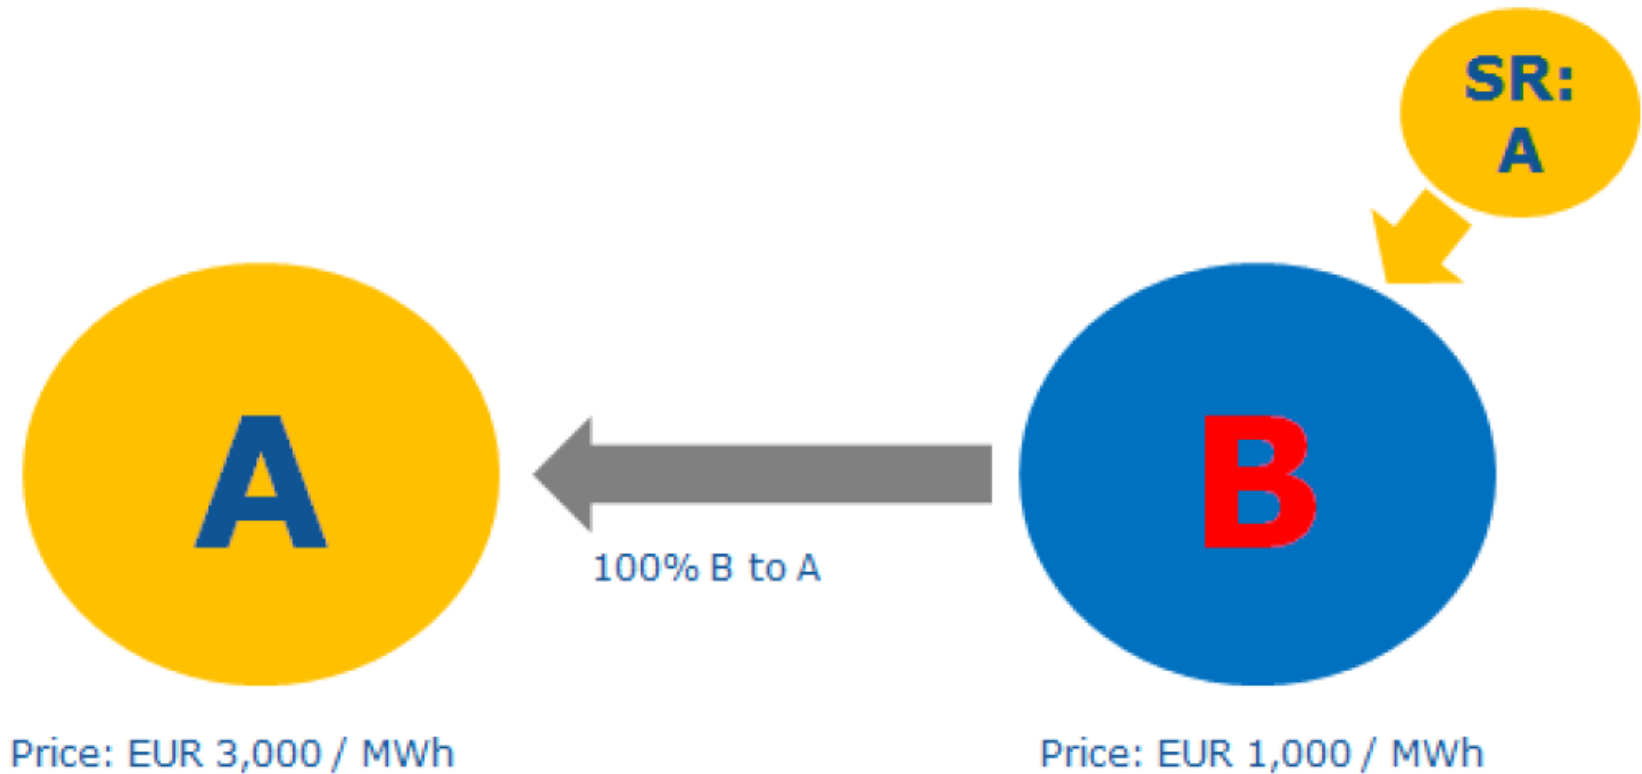 SR:
A
A
B
100% B to A
Price: EUR 3,000 / MWh
Price: EUR 1,000 / MWh